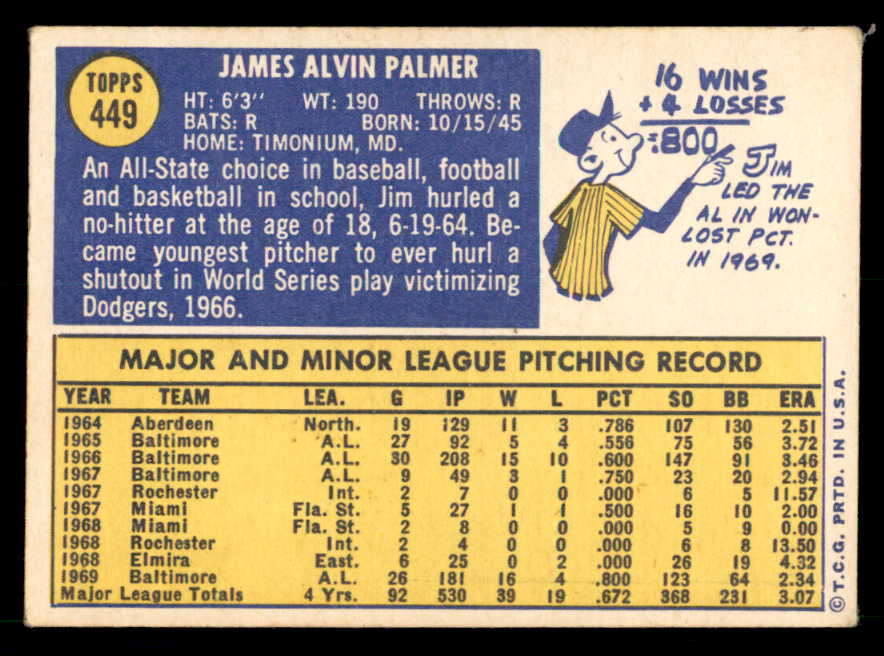 TOPPS
449
JAMES ALVIN PALMER
HT: 6'3" WT: 190 THROWS: R
BATS: R BORN: 10/15/45
HOME: TIMONIUM, MD.
An All-State choice in baseball, football
and basketball in school, Jim hurled a
no-hitter at the age of 18, 6-19-64. Be-
came youngest pitcher to ever hurl a
shutout in World Series play victimizing
Dodgers, 1966.
16 WINS
+ 4 LOSSES
=.800
JIM
LED THE
AL IN WON-
LOST PCT.
IN 1969.
MAJOR AND MINOR LEAGUE PITCHING RECORD
YEAR TEAM LEA. G IP W L PCT SO BB ERA
1964 Aberdeen North. 19 129 11 3 .786 107 130 2.51
1965 Baltimore A.L. 27 92 5 4 .556 75 56 3.72
1966 Baltimore A.L. 30 208 15 10 .600 147 91 3.46
1967 Baltimore A.L. 9 49 3 1 .750 23 20 2.94
1967 Rochester Int. 2 7 0 0 .000 6 5 11.57
1967 Miami Fla. St. 5 27 1 1 .500 16 10 2.00
1968 Miami Fla. St. 2 8 0 0 .000 5 9 0.00
1968 Rochester Int. 2 4 0 0 .000 6 8 13.50
1968 Elmira East. 6 25 0 2 .000 26 19 4.32
1969 Baltimore A.L. 26 181 16 4 .800 123 64 2.34
Major League Totals 4 Yrs. 92 530 39 19 .672 368 231 3.07
© T.C.G. PRTD. IN U.S.A.